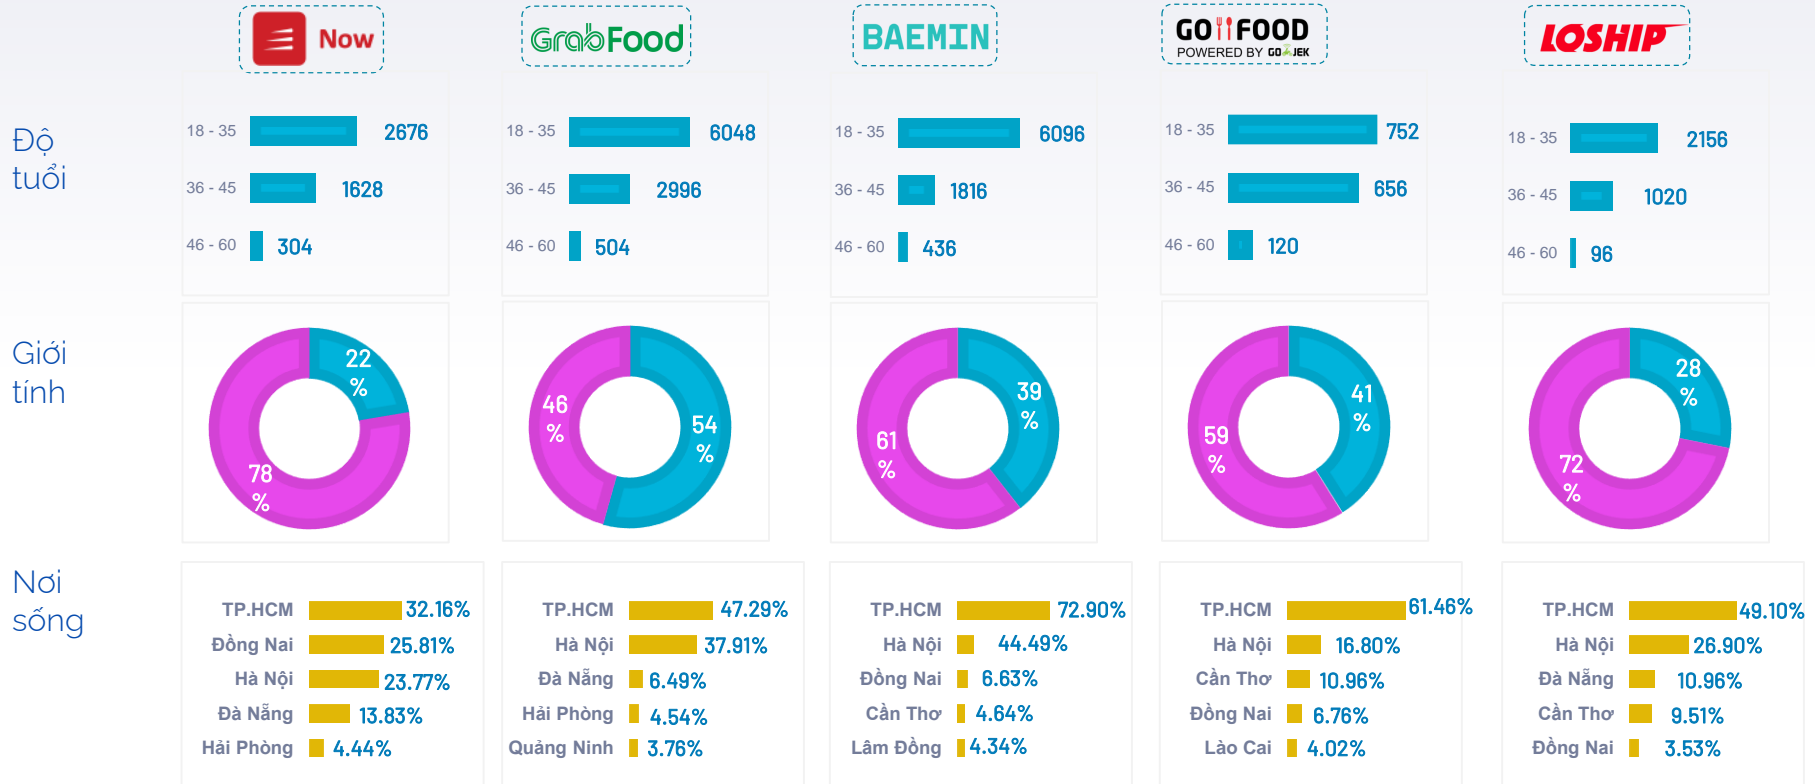 Now
GrabFood
BAEMIN
GO FOOD
POWERED BY GO JEK
LOSHIP
Độ
tuổi
18 - 35 2676
36 - 45 1628
46 - 60 304
18 - 35 6048
36 - 45 2996
46 - 60 504
18 - 35 6096
36 - 45 1816
46 - 60 436
18 - 35 752
36 - 45 656
46 - 60 120
18 - 35 2156
36 - 45 1020
46 - 60 96
Giới
tính
22
%
78
%
46
%
54
%
39
%
61
%
41
%
59
%
28
%
72
%
Nơi
sống
TP.HCM 32.16%
Đồng Nai 25.81%
Hà Nội 23.77%
Đà Nẵng 13.83%
Hải Phòng 4.44%
TP.HCM 47.29%
Hà Nội 37.91%
Đà Nẵng 6.49%
Hải Phòng 4.54%
Quảng Ninh 3.76%
TP.HCM 72.90%
Hà Nội 44.49%
Đồng Nai 6.63%
Cần Thơ 4.64%
Lâm Đồng 4.34%
TP.HCM 61.46%
Hà Nội 16.80%
Cần Thơ 10.96%
Đồng Nai 6.76%
Lào Cai 4.02%
TP.HCM 49.10%
Hà Nội 26.90%
Đà Nẵng 10.96%
Cần Thơ 9.51%
Đồng Nai 3.53%